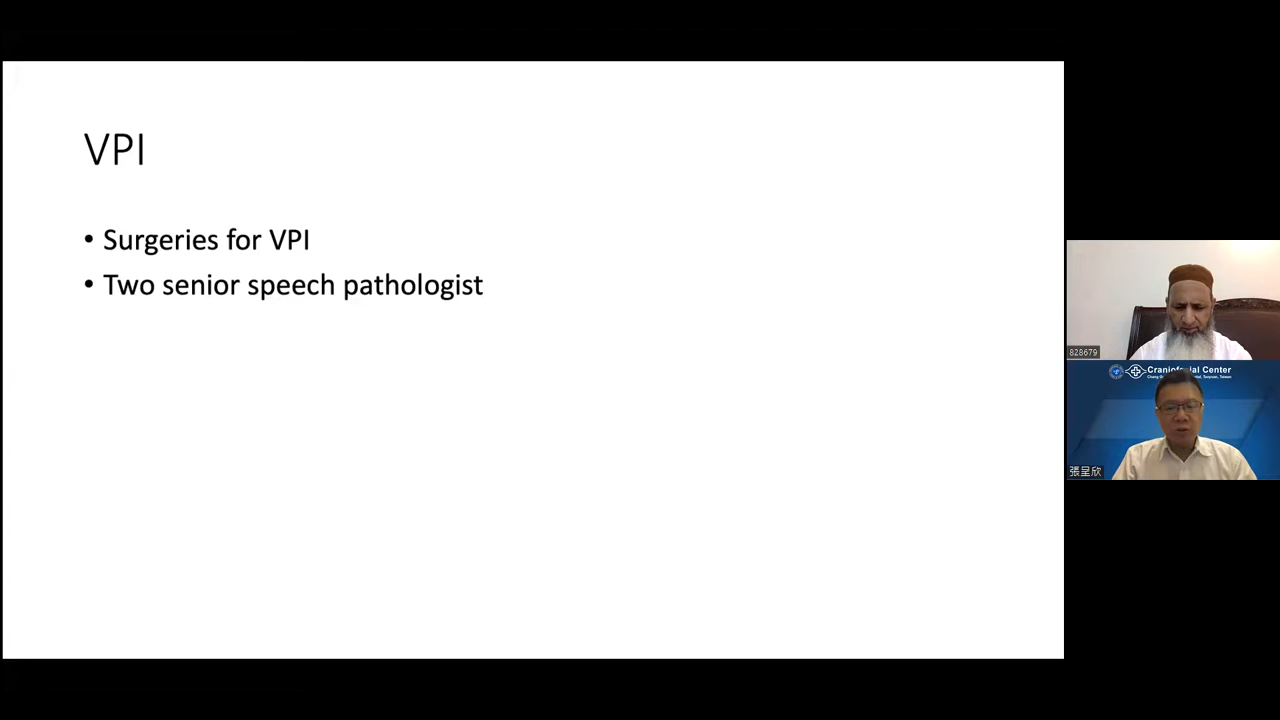 VPI
• Surgeries for VPI
• Two senior speech pathologist
828679
Craniofacial Center
張呈欣